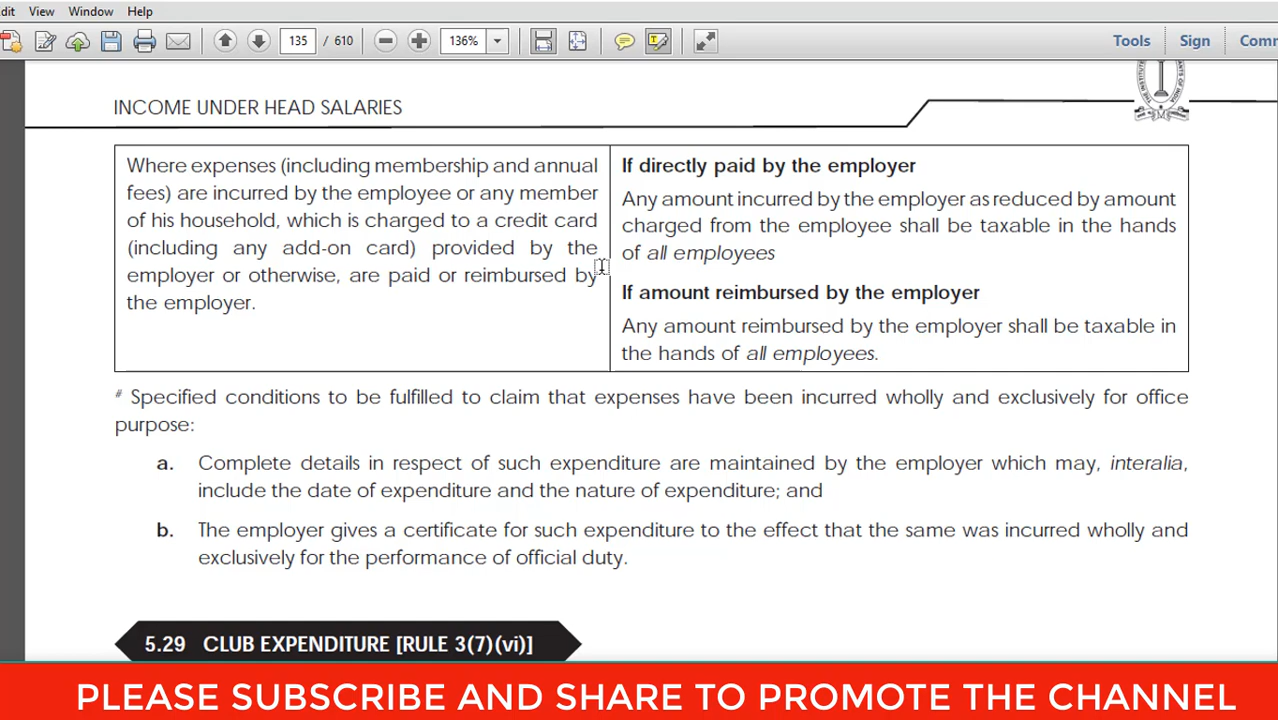 dit View Window Help
135 / 610 136% Tools Sign Comm
INCOME UNDER HEAD SALARIES
Where expenses (including membership and annual
fees) are incurred by the employee or any member
of his household, which is charged to a credit card
(including any add-on card) provided by the
employer or otherwise, are paid or reimbursed by
the employer.
If directly paid by the employer
Any amount incurred by the employer as reduced by amount
charged from the employee shall be taxable in the hands
of all employees
If amount reimbursed by the employer
Any amount reimbursed by the employer shall be taxable in
the hands of all employees.
# Specified conditions to be fulfilled to claim that expenses have been incurred wholly and exclusively for office
purpose:
a. Complete details in respect of such expenditure are maintained by the employer which may, interalia,
include the date of expenditure and the nature of expenditure; and
b. The employer gives a certificate for such expenditure to the effect that the same was incurred wholly and
exclusively for the performance of official duty.
5.29 CLUB EXPENDITURE [RULE 3(7)(vi)]
PLEASE SUBSCRIBE AND SHARE TO PROMOTE THE CHANNEL